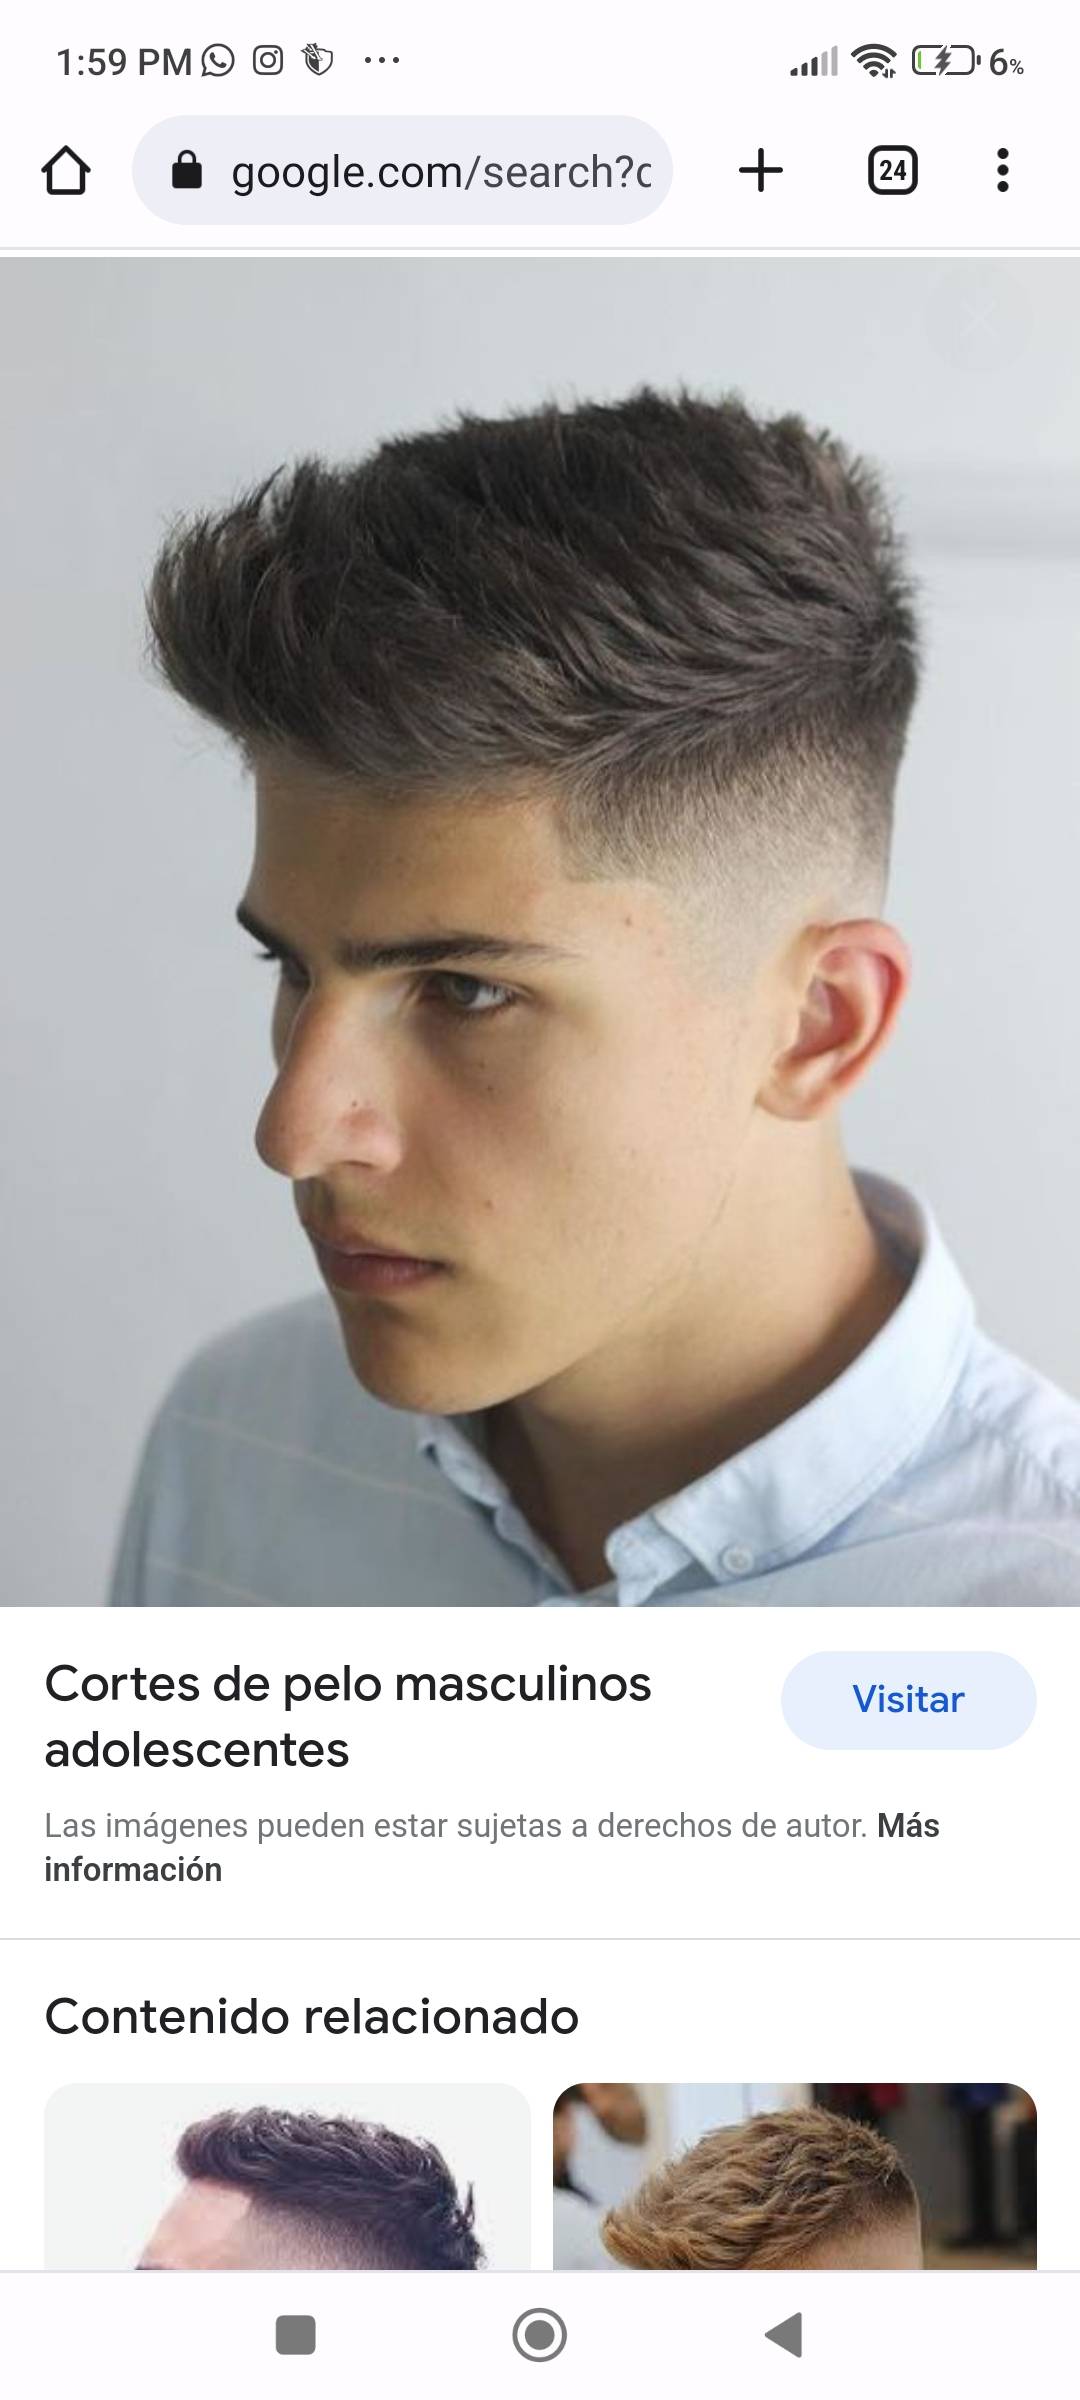 1:59 PM
6%
google.com/search?c
24
Cortes de pelo masculinos
adolescentes
Visitar
Las imágenes pueden estar sujetas a derechos de autor. Más
información
Contenido relacionado